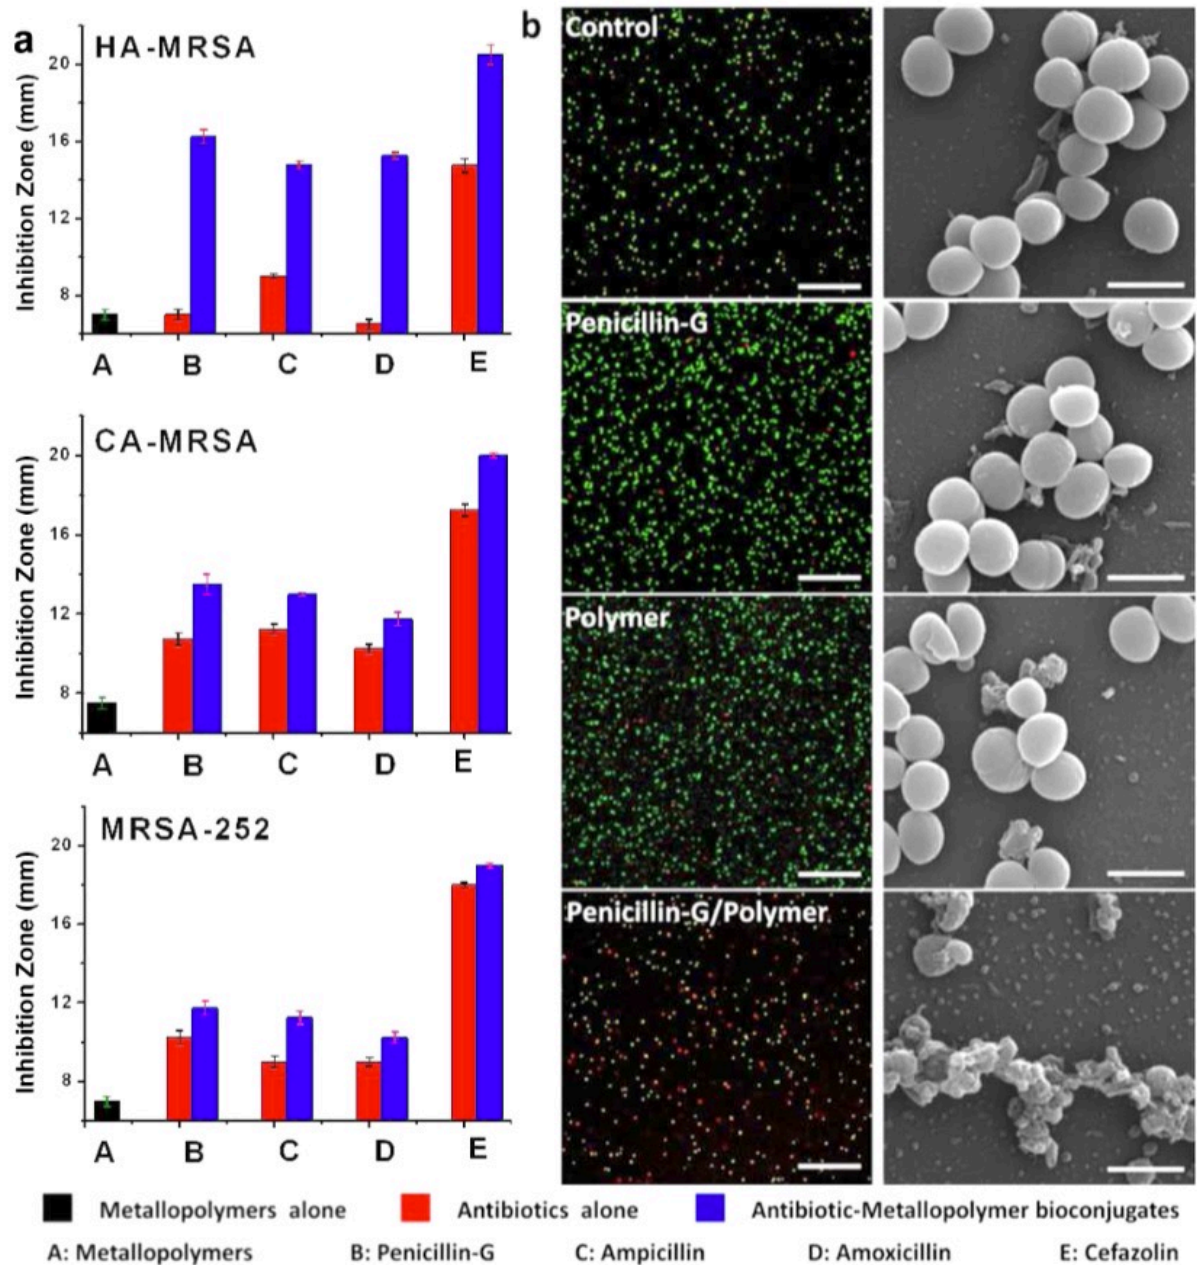 a
HA-MRSA
Inhibition Zone (mm)
20
16
12
8
A B C D E
CA-MRSA
Inhibition Zone (mm)
20
16
12
8
A B C D E
MRSA-252
Inhibition Zone (mm)
20
16
12
8
A B C D E
b
Control
Penicillin-G
Polymer
Penicillin-G/Polymer
Metallopolymers alone Antibiotics alone Antibiotic-Metallopolymer bioconjugates
A: Metallopolymers B: Penicillin-G C: Ampicillin D: Amoxicillin E: Cefazolin